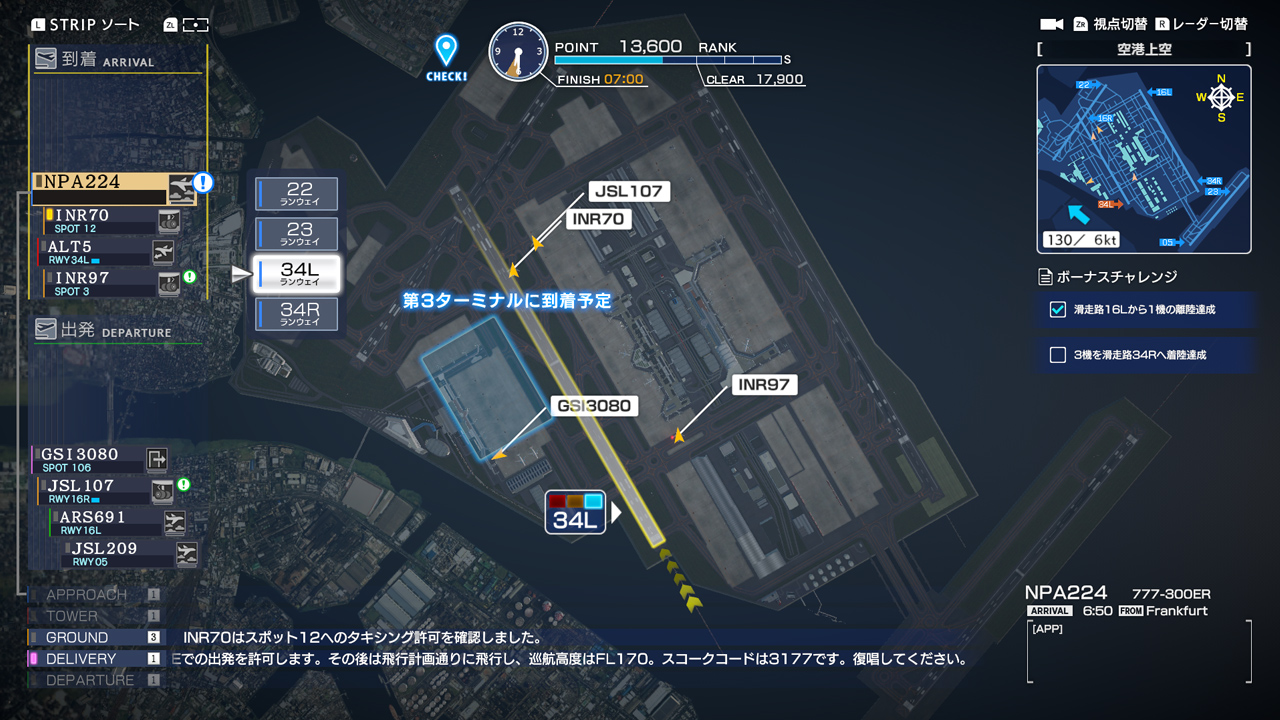 L STRIP ソート ZL
到着 ARRIVAL
NPA224
INR70
SPOT 12
ALT5
RWY34L
INR97
SPOT 3
出発 DEPARTURE
GSI3080
SPOT 106
JSL107
RWY16R
ARS691
RWY16L
JSL209
RWY05
APPROACH 1
TOWER 1
GROUND 3
DELIVERY 1
DEPARTURE 1
INR70はスポット12へのタキシング許可を確認しました。
Eでの出発を許可します。その後は飛行計画通りに飛行し、巡航高度はFL170。スコークコードは3177です。復唱してください。
22
ランウェイ
23
ランウェイ
34L
ランウェイ
34R
ランウェイ
CHECK!
12
9 3
6
POINT 13,600 RANK
S
FINISH 07:00 CLEAR 17,900
JSL107
INR70
第3ターミナルに到着予定
INR97
GSI3080
34L
ZR 視点切替 R レーダー切替
[ 空港上空 ]
N
W E
S
22
16L
16R
34R
23
34L
05
130/ 6kt
ボーナスチャレンジ
滑走路16Lから1機の離陸達成
3機を滑走路34Rへ着陸達成
NPA224 777-300ER
ARRIVAL 6:50 FROM Frankfurt
[APP]